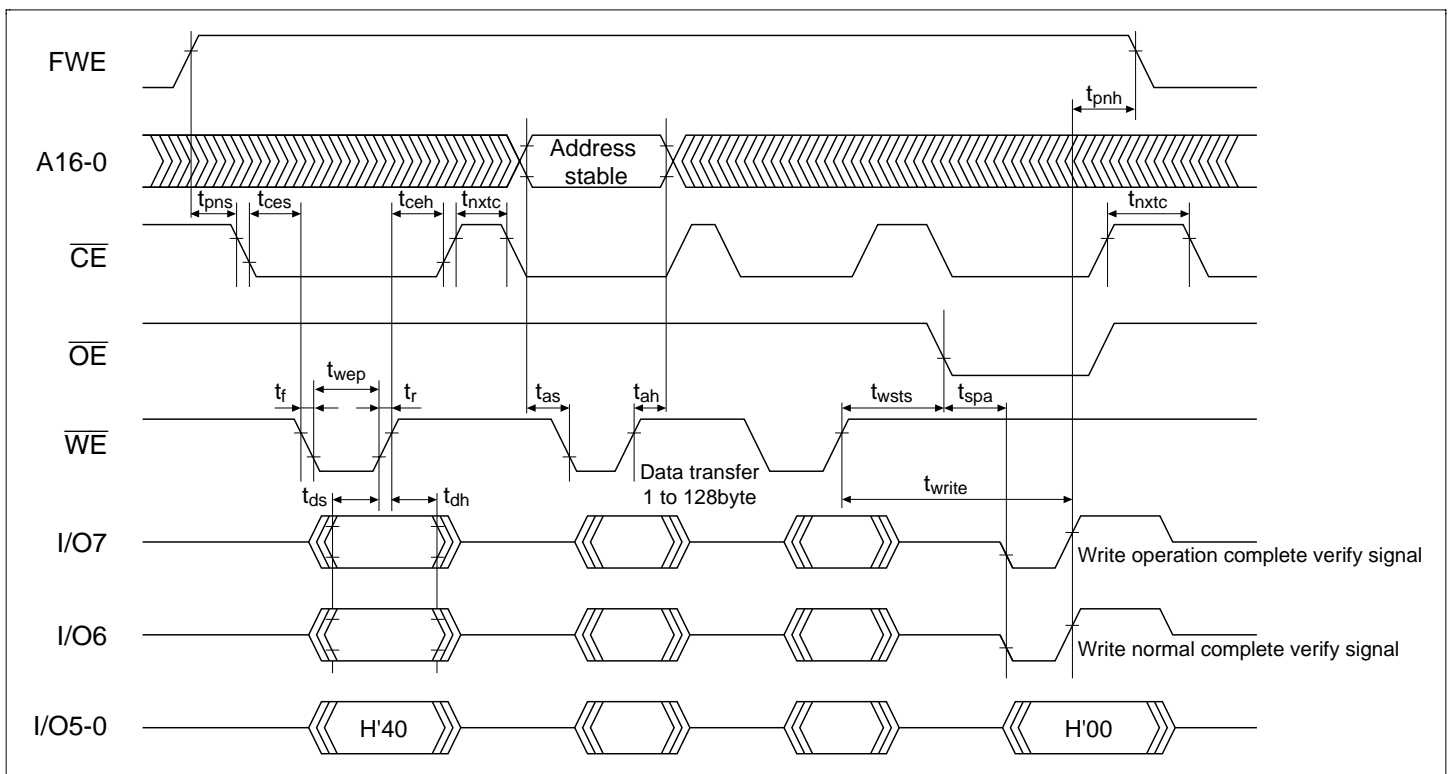 FWE
tpnh
A16-0
Address
stable
tpns
tces
tceh
tnxtc
tnxtc
CE
OE
twep
tf
tr
tas
tah
twsts
tspa
WE
Data transfer
1 to 128byte
tds
tdh
twrite
I/O7
Write operation complete verify signal
I/O6
Write normal complete verify signal
I/O5-0
H'40
H'00